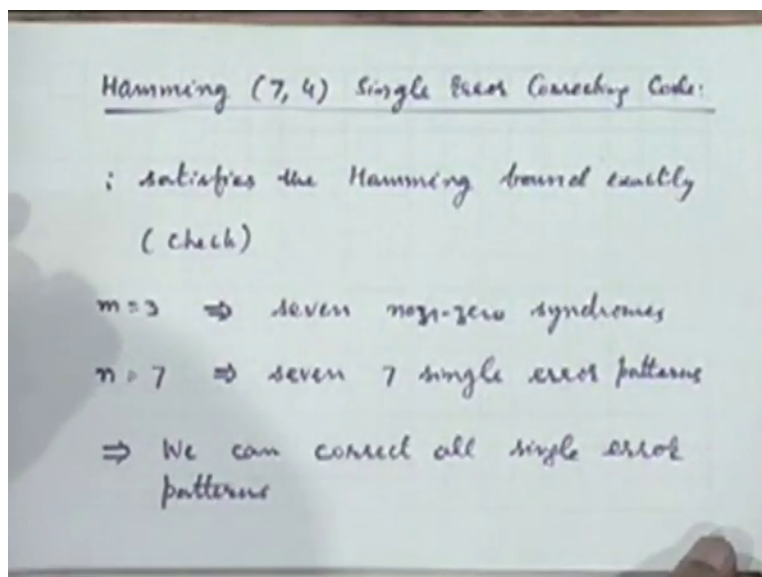 Hamming (7, 4) Single Error Correcting Code:
; satisfies the Hamming bound exactly
(check)
m = 3 ⇒ seven non-zero syndromes
n = 7 ⇒ seven 7 single error patterns
⇒ We can correct all single error
patterns